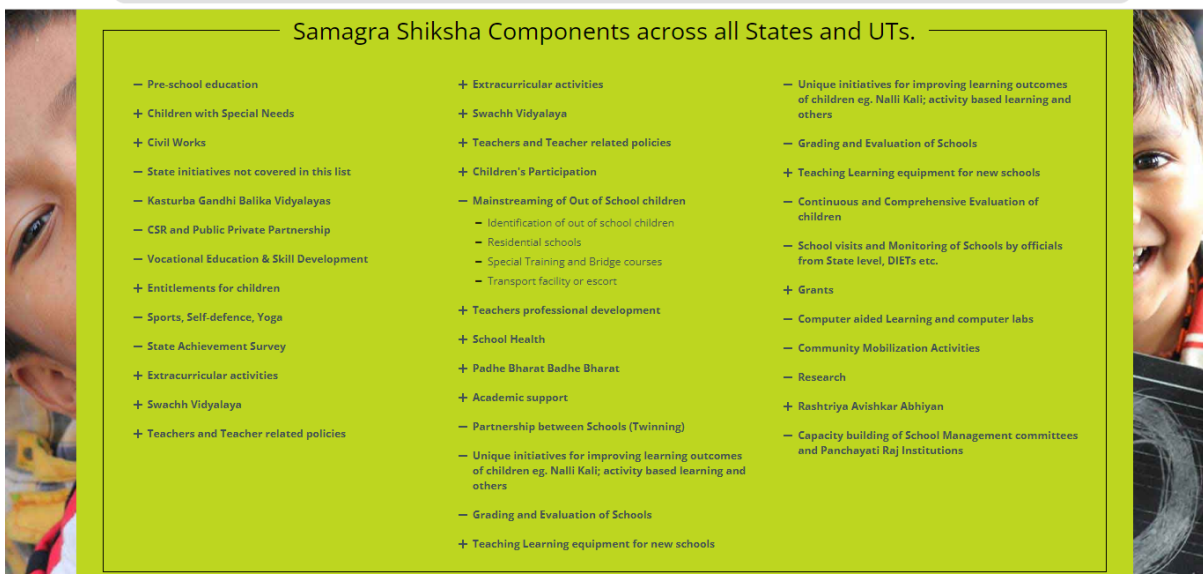 Samagra Shiksha Components across all States and UTs.
− Pre-school education
+ Children with Special Needs
+ Civil Works
− State initiatives not covered in this list
− Kasturba Gandhi Balika Vidyalayas
− CSR and Public Private Partnership
− Vocational Education & Skill Development
+ Entitlements for children
− Sports, Self-defence, Yoga
− State Achievement Survey
+ Extracurricular activities
+ Swachh Vidyalaya
+ Teachers and Teacher related policies
+ Extracurricular activities
+ Swachh Vidyalaya
+ Teachers and Teacher related policies
+ Children's Participation
− Mainstreaming of Out of School children
− Identification of out of school children
− Residential schools
− Special Training and Bridge courses
− Transport facility or escort
+ Teachers professional development
+ School Health
+ Padhe Bharat Badhe Bharat
+ Academic support
− Partnership between Schools (Twinning)
− Unique initiatives for improving learning outcomes
of children eg. Nalli Kali; activity based learning and
others
− Grading and Evaluation of Schools
+ Teaching Learning equipment for new schools
− Unique initiatives for improving learning outcomes
of children eg. Nalli Kali; activity based learning and
others
− Grading and Evaluation of Schools
+ Teaching Learning equipment for new schools
− Continuous and Comprehensive Evaluation of
children
− School visits and Monitoring of Schools by officials
from State level, DIETs etc.
+ Grants
− Computer aided Learning and computer labs
− Community Mobilization Activities
− Research
+ Rashtriya Avishkar Abhiyan
− Capacity building of School Management committees
and Panchayati Raj Institutions